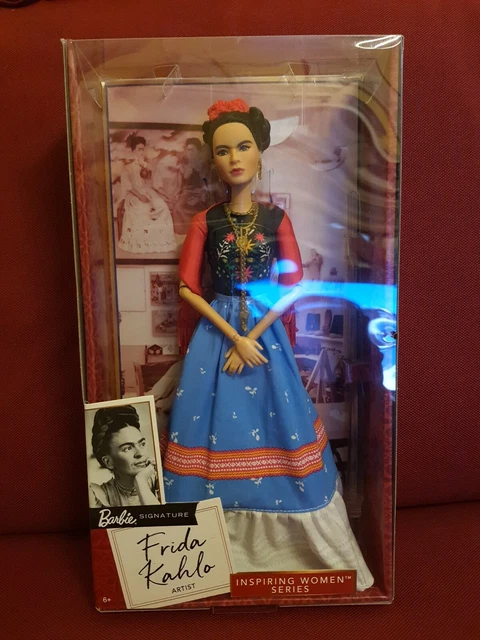 Barbie SIGNATURE
Frida
Kahlo
ARTIST
6+
INSPIRING WOMEN™
SERIES